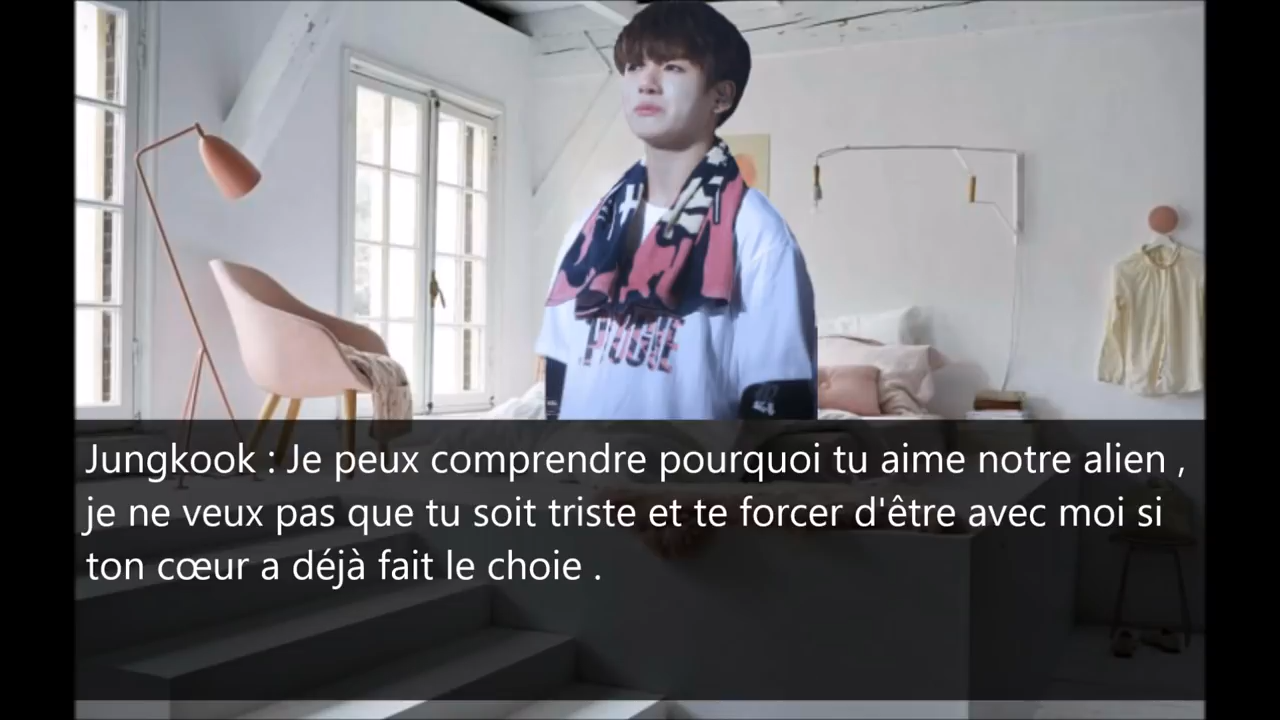 Jungkook : Je peux comprendre pourquoi tu aime notre alien ,
je ne veux pas que tu soit triste et te forcer d'être avec moi si
ton cœur a déjà fait le choie .